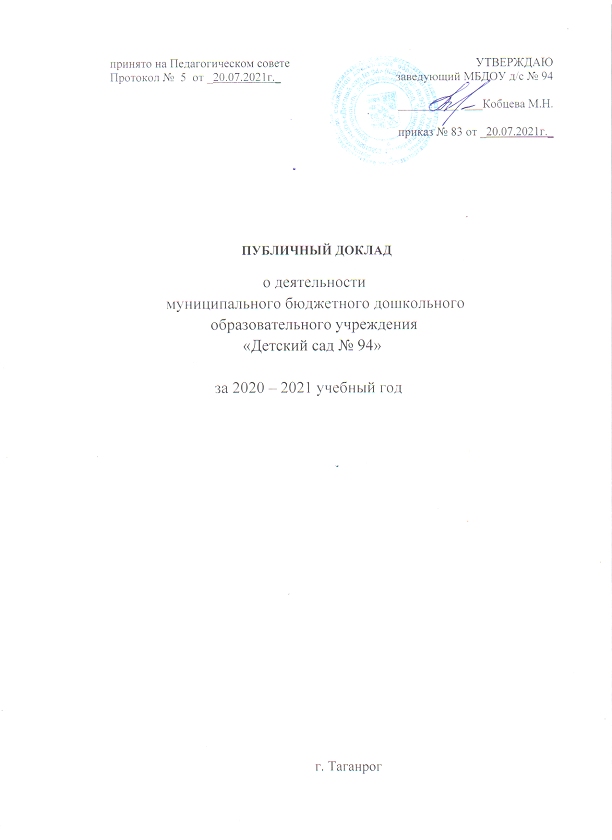 принято на Педагогическом совете
Протокол № 5 от _20.07.2021г._
УТВЕРЖДАЮ
заведующий МБДОУ д/с № 94
Кобцева М.Н.
приказ № 83 от _20.07.2021г._
ПУБЛИЧНЫЙ ДОКЛАД
о деятельности
муниципального бюджетного дошкольного
образовательного учреждения
«Детский сад № 94»
за 2020 – 2021 учебный год
г. Таганрог